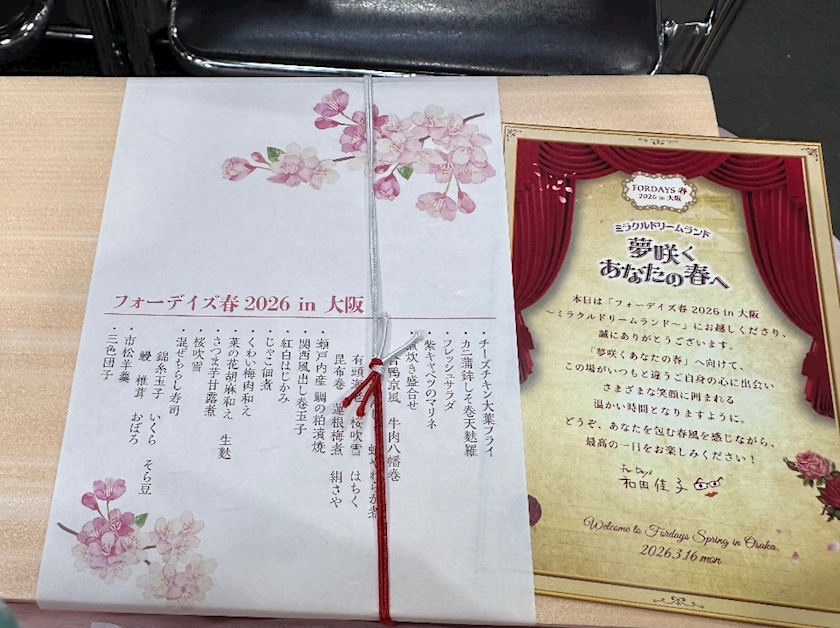 フォーデイズ春 2026 in 大阪
・チーズチキン大葉フライ
・カニ蒲鉾しそ巻天麩羅
・フレッシュサラダ
・紫キャベツのマリネ
炊き盛合せ
鴨京風 牛肉八幡巻
やわらか煮
有頭海老 桜吹雪 はちく
昆布巻 蓮根梅煮 絹さや
・瀬戸内産 鯛の粕漬焼
・関西風出し巻玉子
・紅白はじかみ
・じゃこ佃煮
・くわい梅肉和え
・菜の花胡麻和え 生麩
・さつま芋甘露煮
・桜吹雪
・混ぜちらし寿司
錦糸玉子 いくら そら豆
鰻 椎茸 おぼろ
・市松羊羹
・三色団子
FORDAYS 春
2026 in 大阪
ミラクルドリームランド
夢咲く
あなたの春へ
本日は「フォーデイズ春 2026 in 大阪
〜ミラクルドリームランド〜」にお越しくださり、
誠にありがとうございます。
「夢咲くあなたの春」へ向けて、
この場がいつもと違うご自身の心に出会い
さまざまな笑顔に囲まれる
温かい時間となりますように。
どうぞ、あなたを包む春風を感じながら、
最高の一日をお楽しみください!
For Days
和田佳子
Welcome to Fordays Spring in Osaka.
2026.3.16 mon